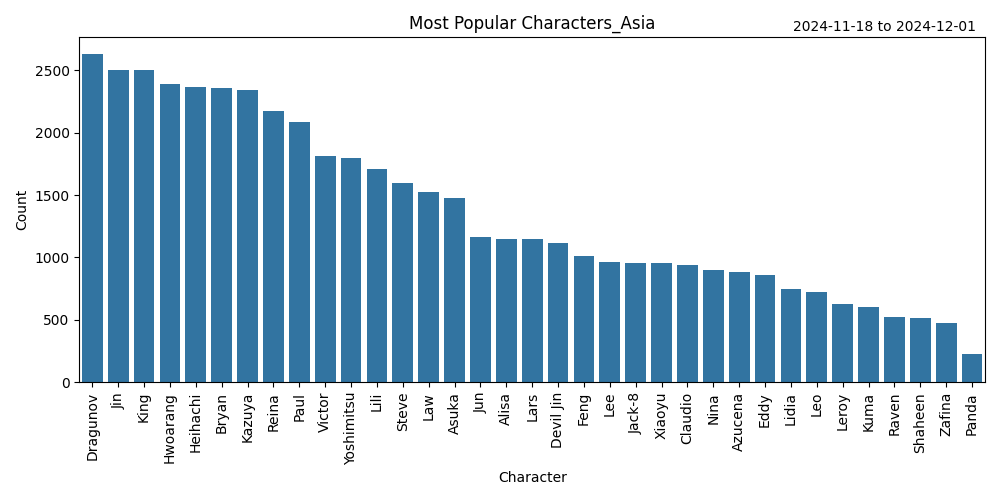 Most Popular Characters_Asia
2024-11-18 to 2024-12-01
Count
2500
2000
1500
1000
500
0
Dragunov
Jin
King
Hwoarang
Heihachi
Bryan
Kazuya
Reina
Paul
Victor
Yoshimitsu
Lili
Steve
Law
Asuka
Jun
Alisa
Lars
Devil Jin
Feng
Lee
Jack-8
Xiaoyu
Claudio
Nina
Azucena
Eddy
Lidia
Leo
Leroy
Kuma
Raven
Shaheen
Zafina
Panda
Character